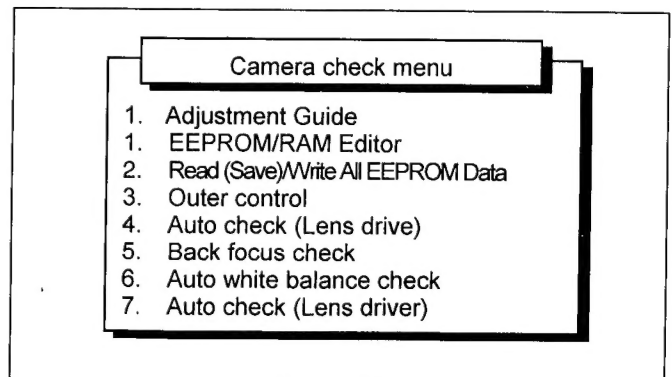 Camera check menu
1. Adjustment Guide
1. EEPROM/RAM Editor
2. Read (Save)/Write All EEPROM Data
3. Outer control
4. Auto check (Lens drive)
5. Back focus check
6. Auto white balance check
7. Auto check (Lens driver)